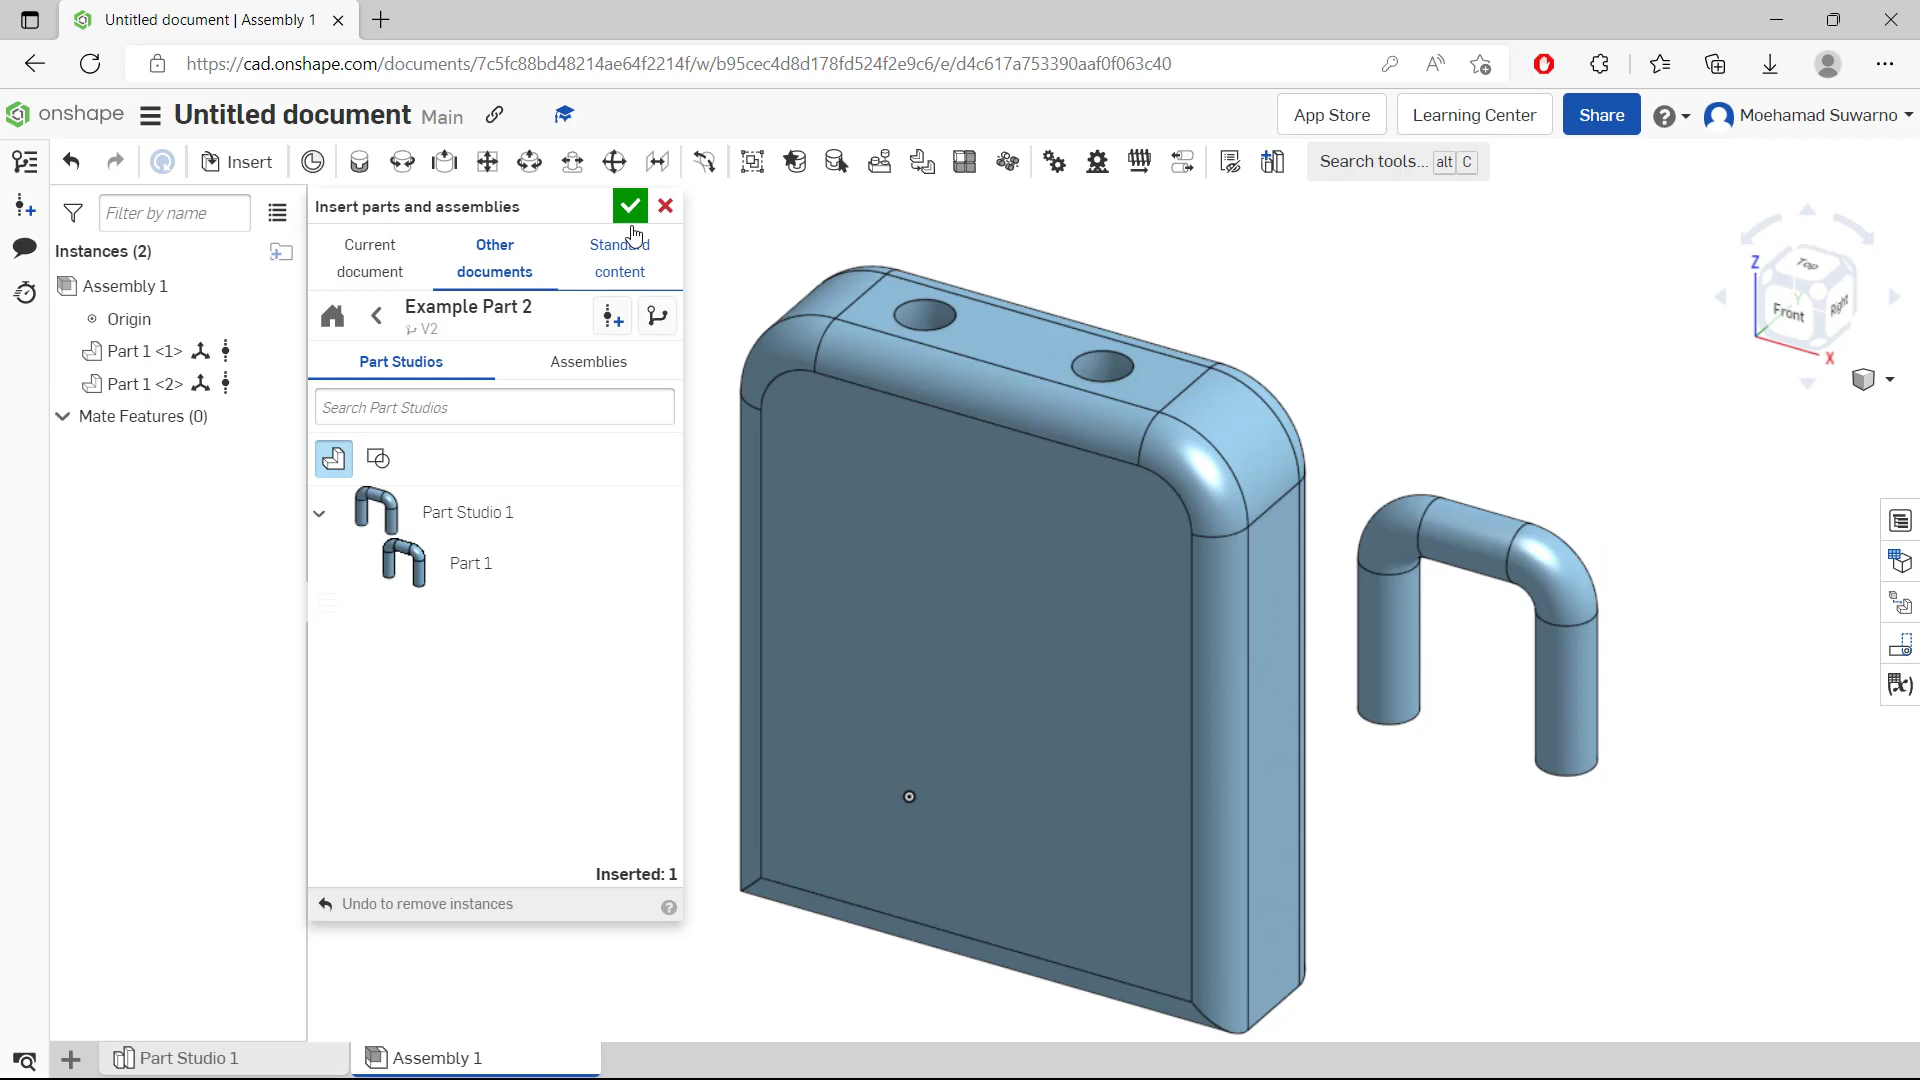 Untitled document | Assembly 1
https://cad.onshape.com/documents/7c5fc88bd48214ae64f2214f/w/b95cec4d8d178fd524f2e9c6/e/d4c617a753390aaf0f063c40
onshape
Untitled document Main
App Store
Learning Center
Share
Moehamad Suwarno
Insert
Search tools... alt C
Filter by name
Instances (2)
Assembly 1
Origin
Part 1 <1>
Part 1 <2>
Mate Features (0)
Insert parts and assemblies
Current document
Other documents
Standard content
Example Part 2
V2
Part Studios
Assemblies
Search Part Studios
Part Studio 1
Part 1
Inserted: 1
Undo to remove instances
Z
Top
Y
Front
Right
X
Part Studio 1
Assembly 1